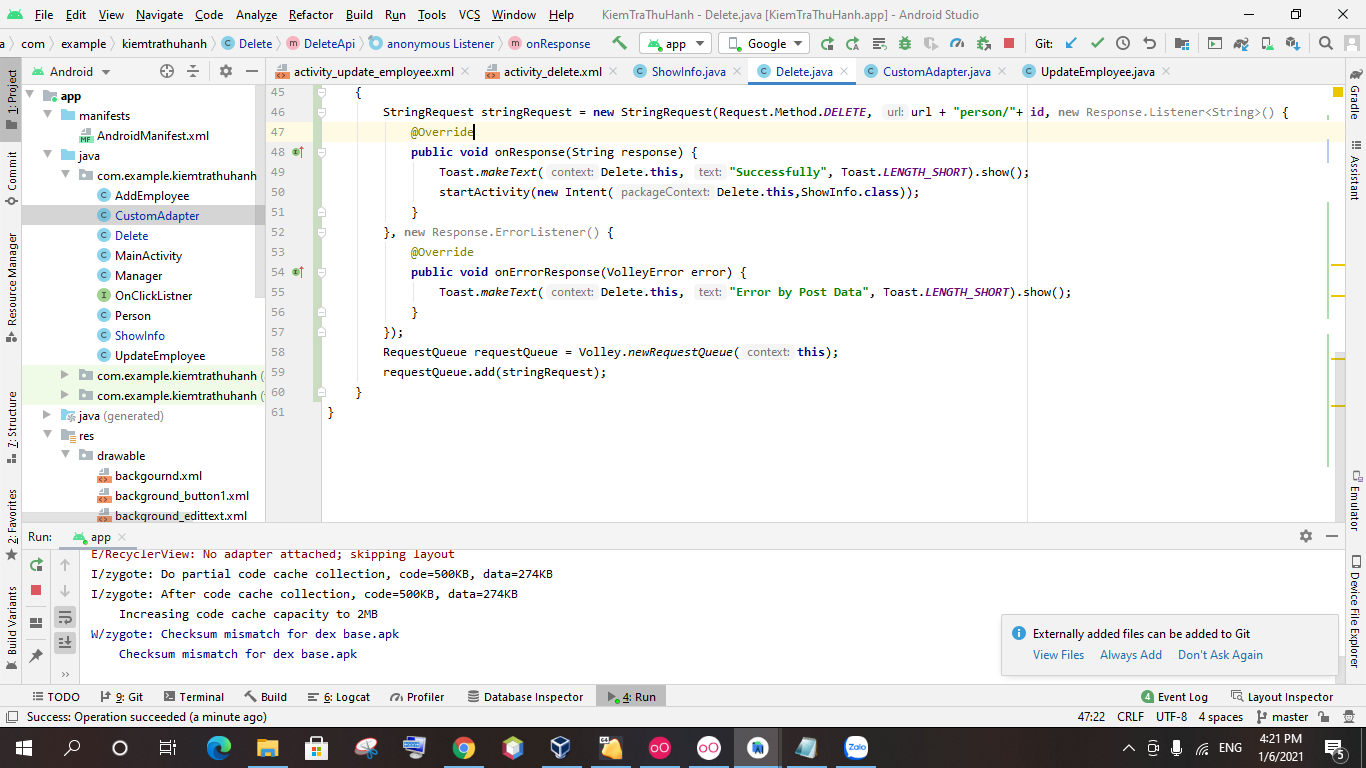 File Edit View Navigate Code Analyze Refactor Build Run Tools VCS Window Help KiemTraThuHanh - Delete.java [KiemTraThuHanh.app] - Android Studio
com example kiemtrathuhanh Delete DeleteApi anonymous Listener onResponse app Google Git:
Android
activity_update_employee.xml activity_delete.xml ShowInfo.java Delete.java CustomAdapter.java UpdateEmployee.java
1: Project
Commit
Resource Manager
7: Structure
2: Favorites
Build Variants
app
manifests
AndroidManifest.xml
java
com.example.kiemtrathuhanh
AddEmployee
CustomAdapter
Delete
MainActivity
Manager
OnClickListner
Person
ShowInfo
UpdateEmployee
com.example.kiemtrathuhanh (
com.example.kiemtrathuhanh (
java (generated)
res
drawable
backgournd.xml
background_button1.xml
background_edittext.xml
45 {
46 StringRequest stringRequest = new StringRequest(Request.Method.DELETE, url: url + "person/"+ id, new Response.Listener<String>() {
47 @Override
48 public void onResponse(String response) {
49 Toast.makeText( context: Delete.this, text: "Successfully", Toast.LENGTH_SHORT).show();
50 startActivity(new Intent( packageContext: Delete.this,ShowInfo.class));
51 }
52 }, new Response.ErrorListener() {
53 @Override
54 public void onErrorResponse(VolleyError error) {
55 Toast.makeText( context: Delete.this, text: "Error by Post Data", Toast.LENGTH_SHORT).show();
56 }
57 });
58 RequestQueue requestQueue = Volley.newRequestQueue( context: this);
59 requestQueue.add(stringRequest);
60 }
61 }
Gradle
Assistant
Emulator
Device File Explorer
Run: app
E/RecyclerView: No adapter attached; skipping layout
I/zygote: Do partial code cache collection, code=500KB, data=274KB
I/zygote: After code cache collection, code=500KB, data=274KB
Increasing code cache capacity to 2MB
W/zygote: Checksum mismatch for dex base.apk
Checksum mismatch for dex base.apk
Externally added files can be added to Git
View Files Always Add Don't Ask Again
TODO 9: Git Terminal Build 6: Logcat Profiler Database Inspector 4: Run 4 Event Log Layout Inspector
Success: Operation succeeded (a minute ago) 47:22 CRLF UTF-8 4 spaces master
Zalo ENG 4:21 PM
1/6/2021 5